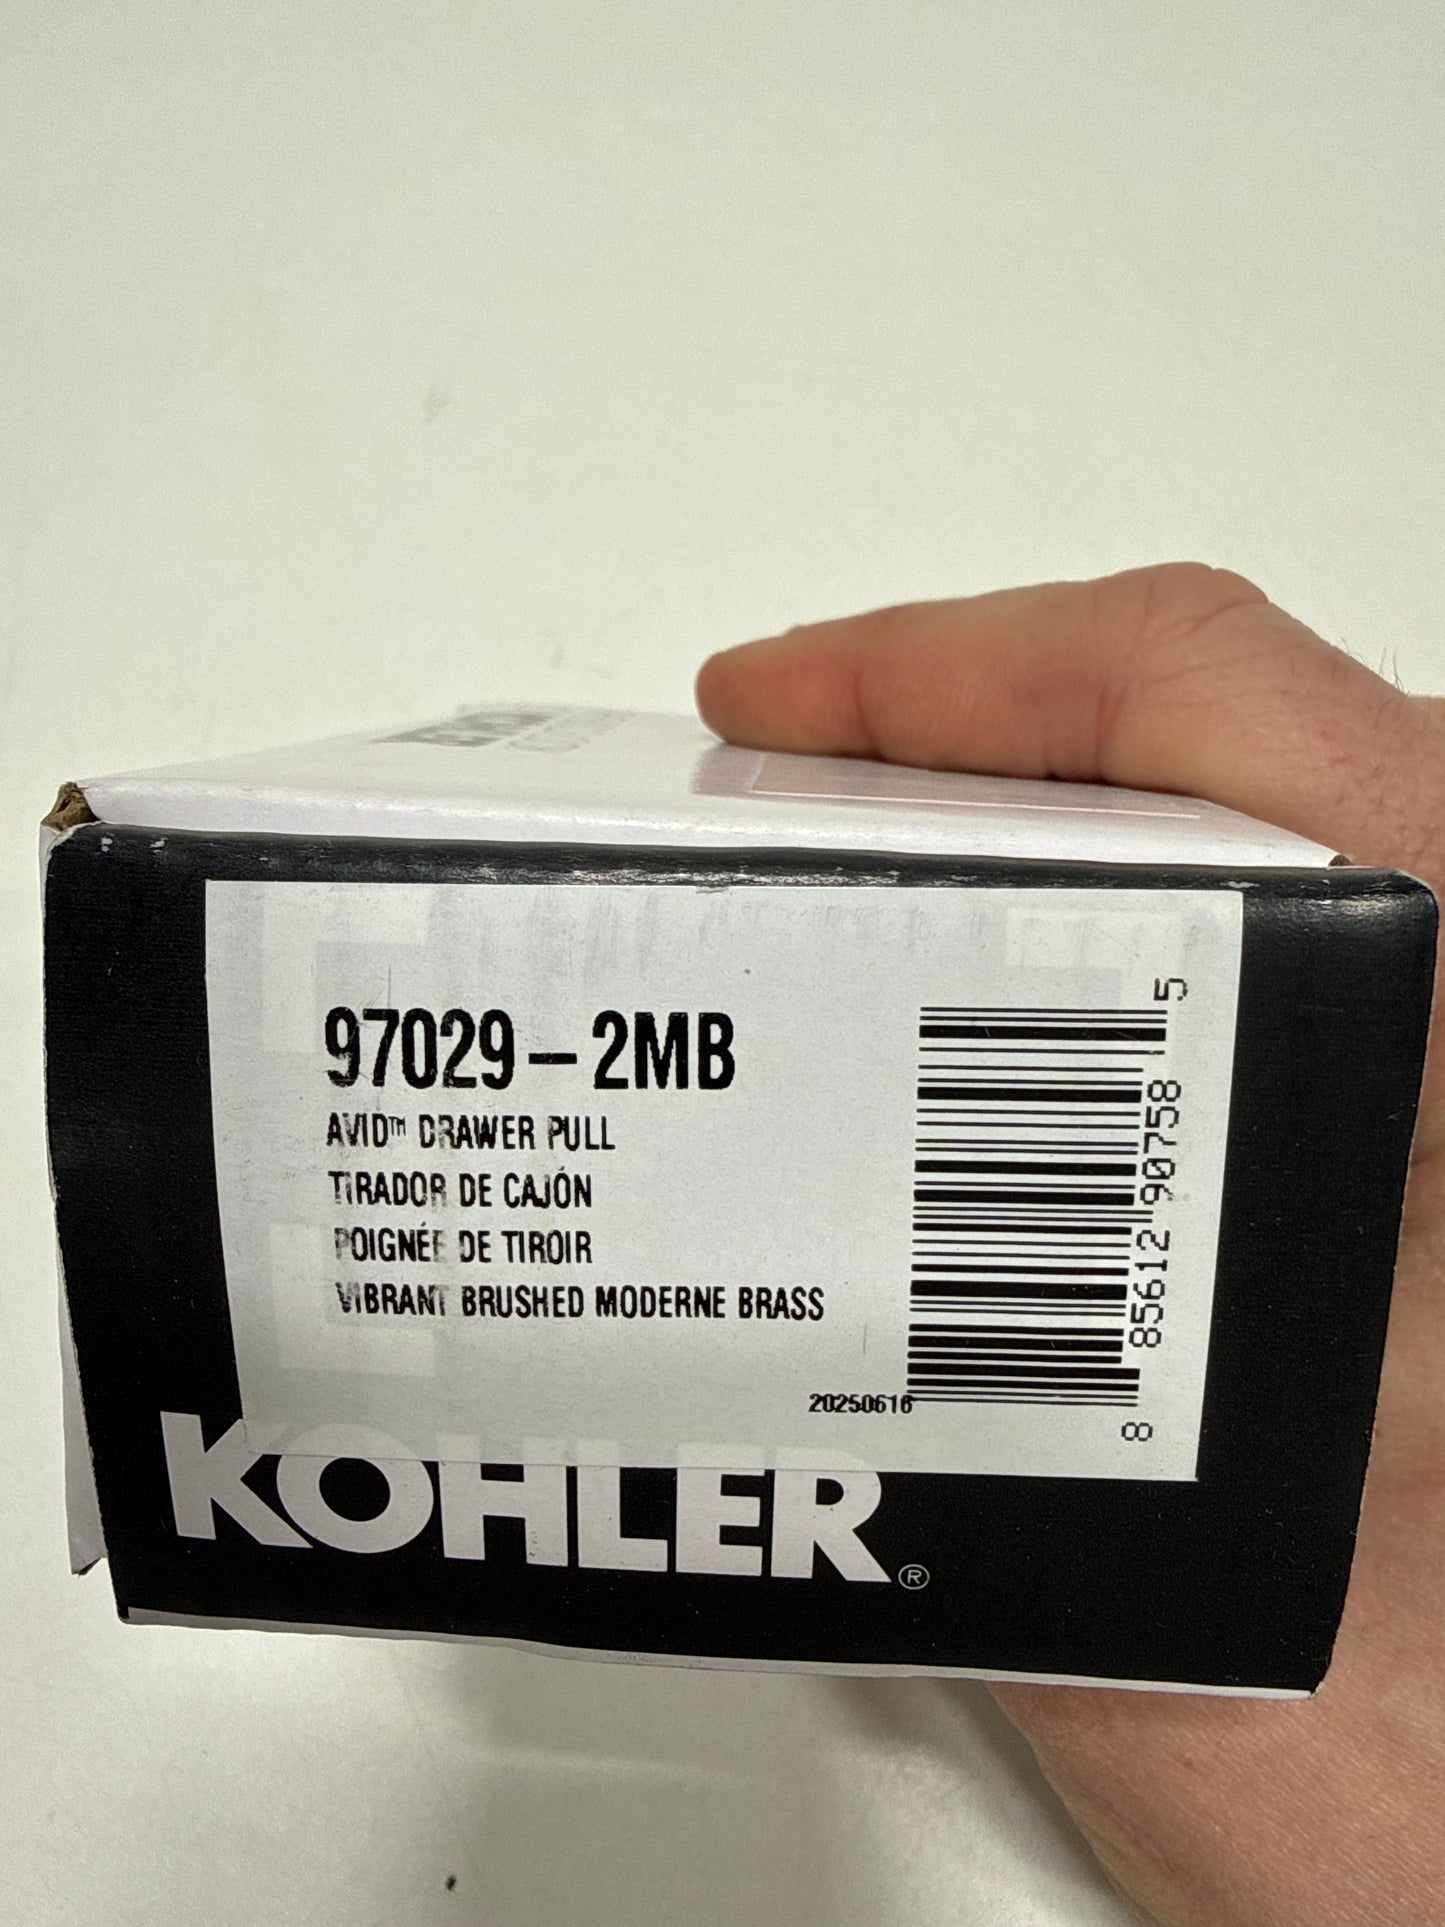 97029-2MB
AVID™ DRAWER PULL
TIRADOR DE CAJÓN
POIGNÉE DE TIROIR
VIBRANT BRUSHED MODERNE BRASS
20250616
8 85612 90758 5
KOHLER®